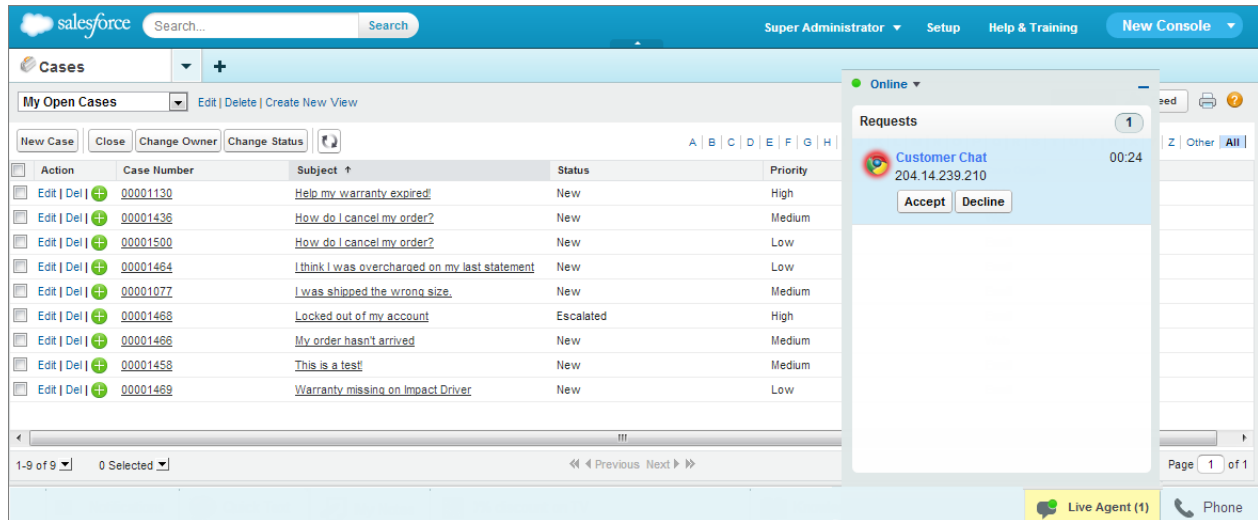 salesforce Search... Search Super Administrator Setup Help & Training New Console
Cases
My Open Cases Edit | Delete | Create New View
New Case Close Change Owner Change Status A | B | C | D | E | F | G | H Z | Other All
Action Case Number Subject ↑ Status Priority
Edit | Del | 00001130 Help my warranty expired! New High
Edit | Del | 00001436 How do I cancel my order? New Medium
Edit | Del | 00001500 How do I cancel my order? New Low
Edit | Del | 00001464 I think I was overcharged on my last statement New Low
Edit | Del | 00001077 I was shipped the wrong size. New Medium
Edit | Del | 00001468 Locked out of my account Escalated High
Edit | Del | 00001466 My order hasn't arrived New Medium
Edit | Del | 00001458 This is a test! New Medium
Edit | Del | 00001469 Warranty missing on Impact Driver New Low
1-9 of 9 0 Selected Previous Next Page 1 of 1
Online
Requests 1
Customer Chat 00:24
204.14.239.210
Accept Decline
Live Agent (1) Phone